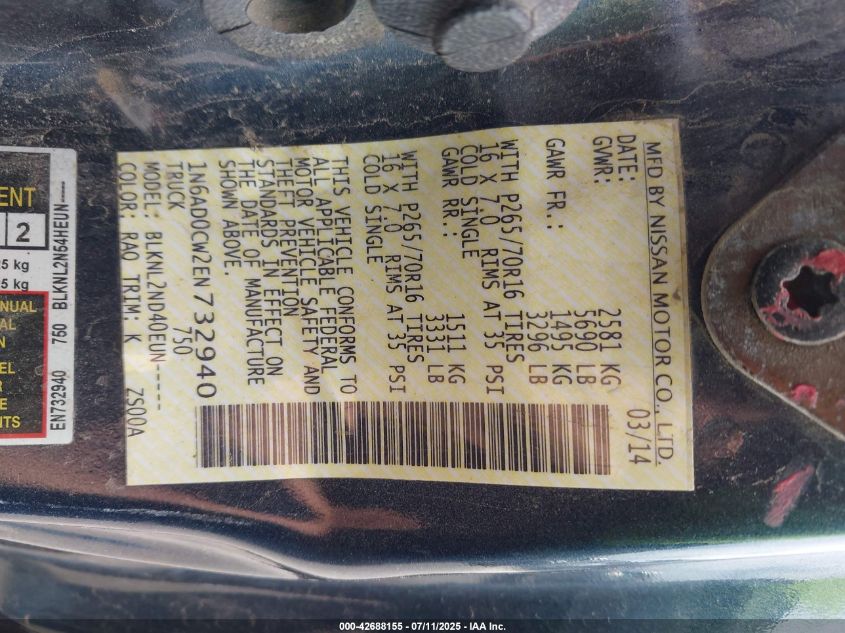 MFD BY NISSAN MOTOR CO., LTD.
DATE: 03/14
GVWR: 2581 KG
5690 LB
GAWR FR.: 1493 KG
3296 LB
WITH P265/70R16 TIRES
16 X 7.0 RIMS AT 35 PSI
COLD SINGLE
GAWR RR.: 1511 KG
3331 LB
WITH P265/70R16 TIRES
16 X 7.0 RIMS AT 35 PSI
COLD SINGLE
THIS VEHICLE CONFORMS TO
ALL APPLICABLE FEDERAL
MOTOR VEHICLE SAFETY AND
THEFT PREVENTION
STANDARDS IN EFFECT ON
THE DATE OF MANUFACTURE
SHOWN ABOVE.
1N6AD0CW2EN732940
TRUCK 750
MODEL: BLKNL2ND40EUN-----
COLOR: RAO TRIM: K ZS00A
ENT
2
5 kg
5 kg
NUAL
AL
N
EL
R
E
NTS
EN732940 750 BLKNL2N54HEUN-----
000-42688155 - 07/11/2025 - IAA Inc.